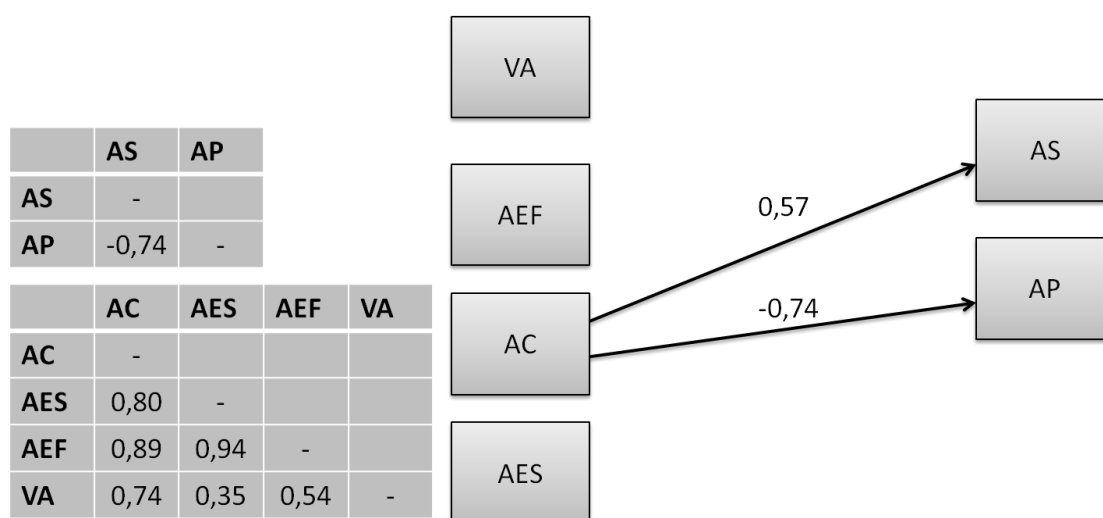 AS AP
AS -
AP -0,74 -
AC AES AEF VA
AC -
AES 0,80 -
AEF 0,89 0,94 -
VA 0,74 0,35 0,54 -
VA
AEF
AC
AES
0,57
-0,74
AS
AP